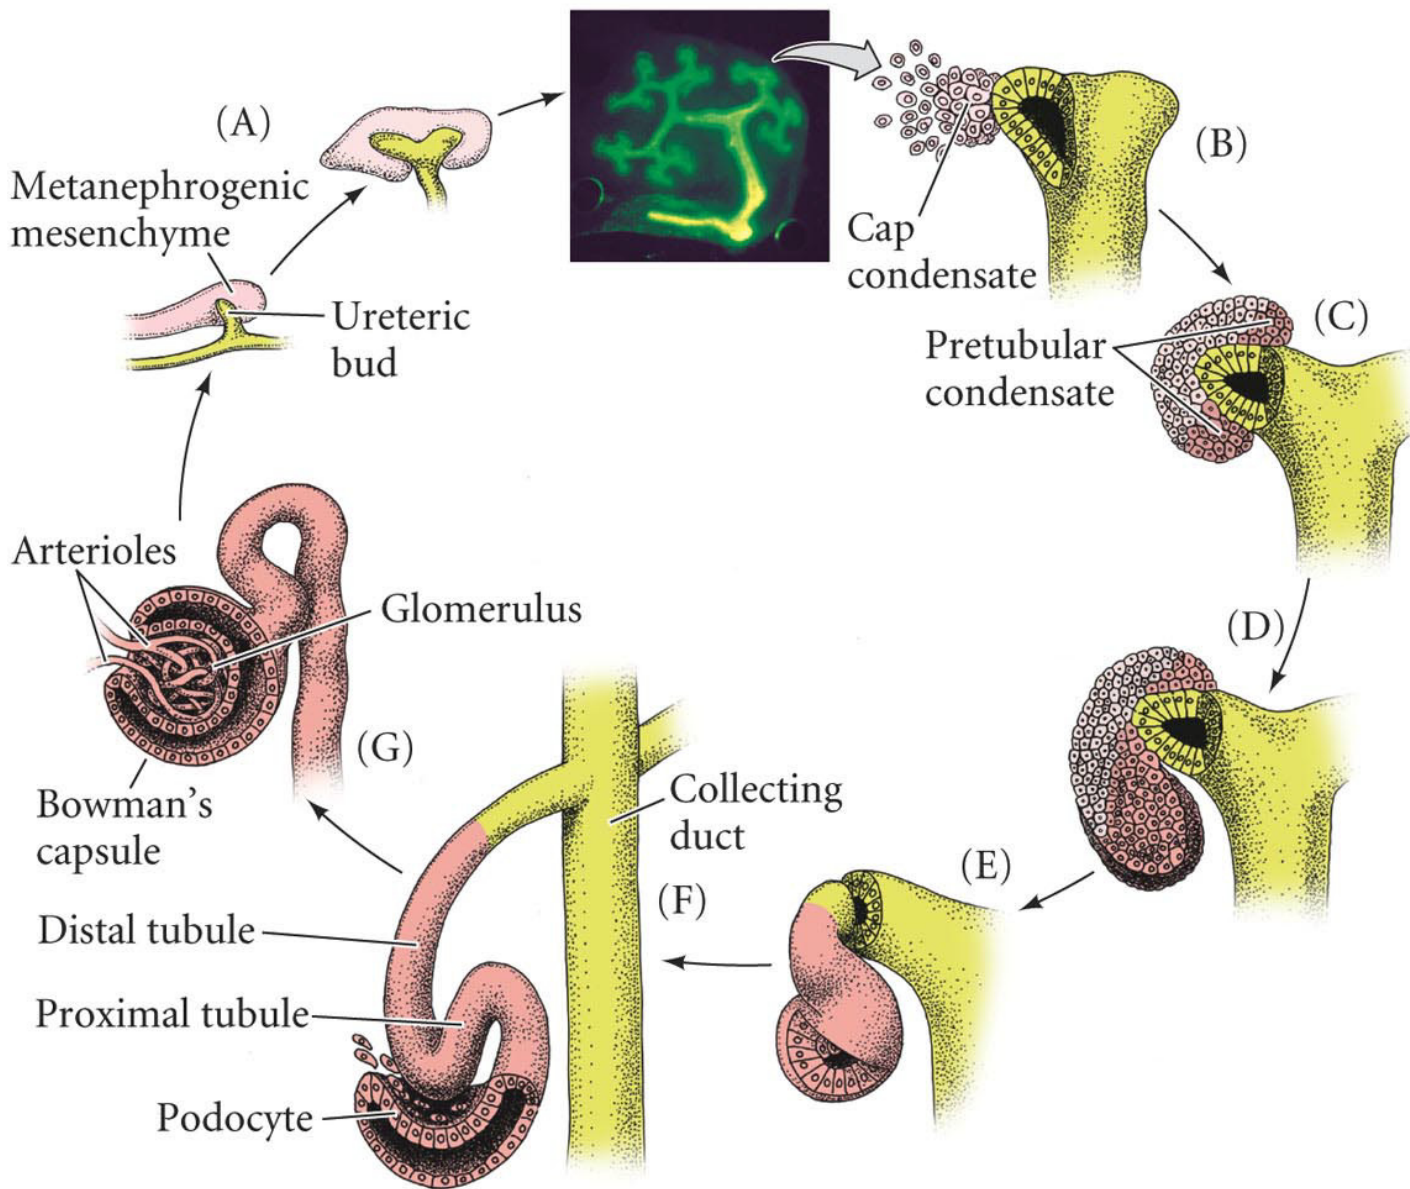 (A)
Metanephrogenic
mesenchyme
Ureteric
bud
(B)
Cap
condensate
(C)
Pretubular
condensate
(D)
Arterioles
Glomerulus
(G)
Bowman's
capsule
Collecting
duct
(E)
(F)
Distal tubule
Proximal tubule
Podocyte